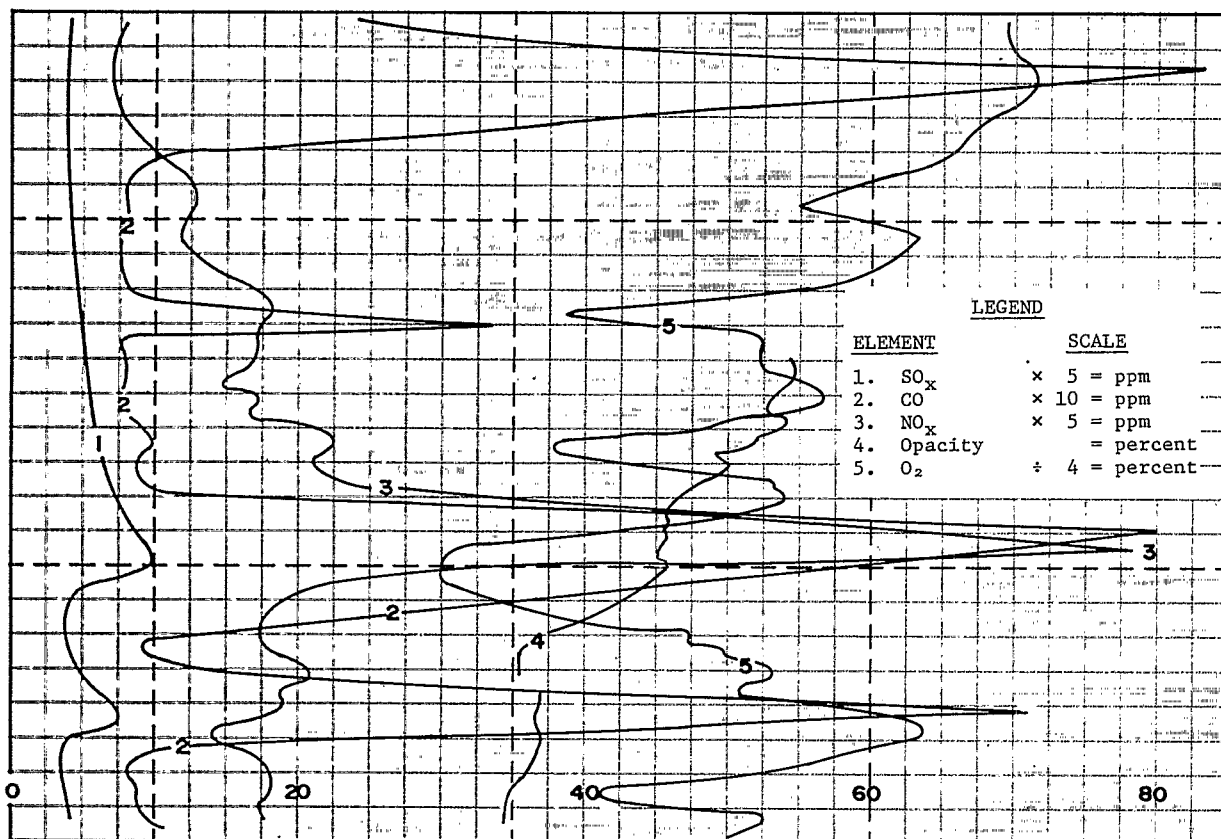 2
5
LEGEND
ELEMENT SCALE
1. SOx × 5 = ppm
2. CO × 10 = ppm
3. NOx × 5 = ppm
4. Opacity = percent
5. O2 ÷ 4 = percent
2
1
3
3
2
4
5
2
0 20 40 60 80